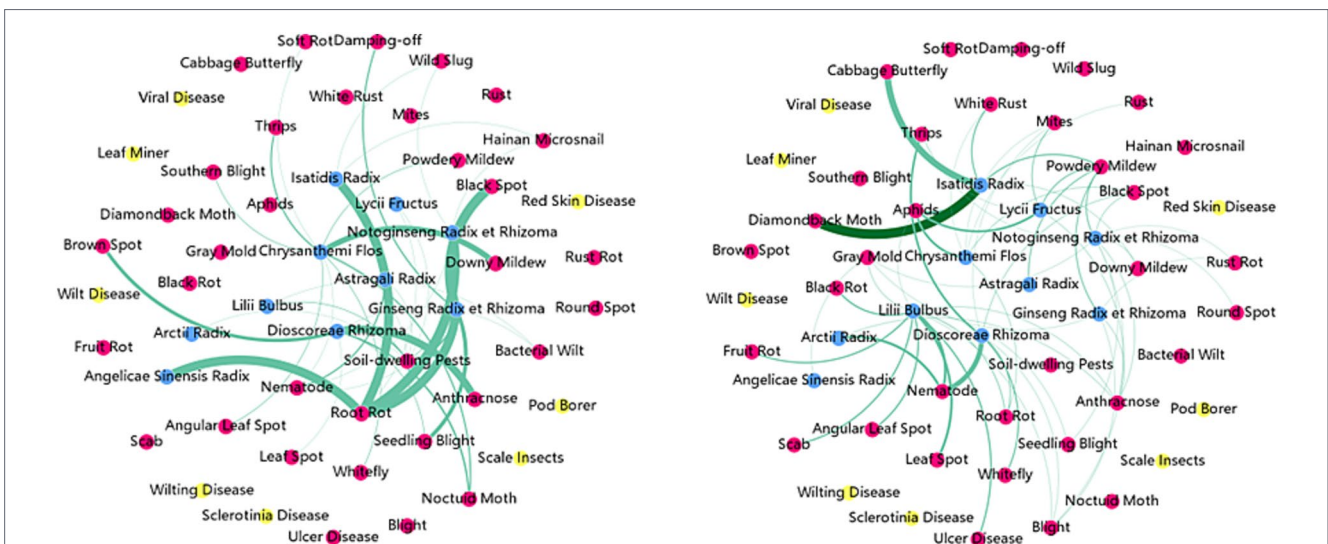 Soft Rot Damping-off
Cabbage Butterfly
Wild Slug
Viral Disease
White Rust
Rust
Mites
Thrips
Hainan Microsnail
Leaf Miner
Powdery Mildew
Southern Blight
Isatidis Radix
Black Spot
Red Skin Disease
Diamondback Moth
Aphids
Lycii Fructus
Notoginseng Radix et Rhizoma
Brown Spot
Gray Mold Chrysanthemi Flos
Downy Mildew
Rust Rot
Black Rot
Astragali Radix
Wilt Disease
Lilii Bulbus
Ginseng Radix et Rhizoma
Round Spot
Arctii Radix
Dioscoreae Rhizoma
Fruit Rot
Soil-dwelling Pests
Bacterial Wilt
Angelicae Sinensis Radix
Nematode
Anthracnose
Pod Borer
Root Rot
Scab
Angular Leaf Spot
Seedling Blight
Leaf Spot
Scale Insects
Whitefly
Wilting Disease
Noctuid Moth
Sclerotinia Disease
Blight
Ulcer Disease
Soft Rot Damping-off
Cabbage Butterfly
Wild Slug
Viral Disease
White Rust
Rust
Thrips
Mites
Hainan Microsnail
Leaf Miner
Powdery Mildew
Southern Blight
Isatidis Radix
Black Spot
Red Skin Disease
Diamondback Moth
Aphids
Lycii Fructus
Notoginseng Radix et Rhizoma
Brown Spot
Gray Mold Chrysanthemi Flos
Downy Mildew
Rust Rot
Black Rot
Astragali Radix
Wilt Disease
Lilii Bulbus
Ginseng Radix et Rhizoma
Round Spot
Arctii Radix
Dioscoreae Rhizoma
Fruit Rot
Soil-dwelling Pests
Bacterial Wilt
Angelicae Sinensis Radix
Nematode
Anthracnose
Pod Borer
Root Rot
Scab
Angular Leaf Spot
Seedling Blight
Leaf Spot
Scale Insects
Whitefly
Wilting Disease
Noctuid Moth
Sclerotinia Disease
Blight
Ulcer Disease